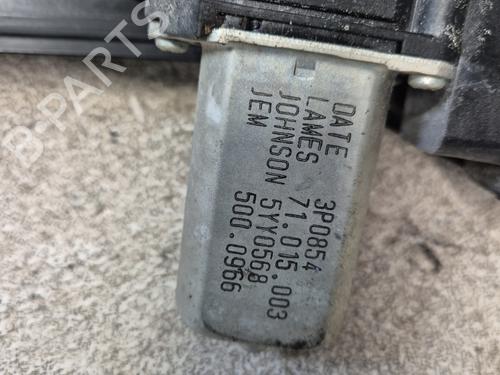 DATE 3P0854
LAMES 71.015.003
JOHNSON 5YY0568
JEM 500.0966
B-PARTS